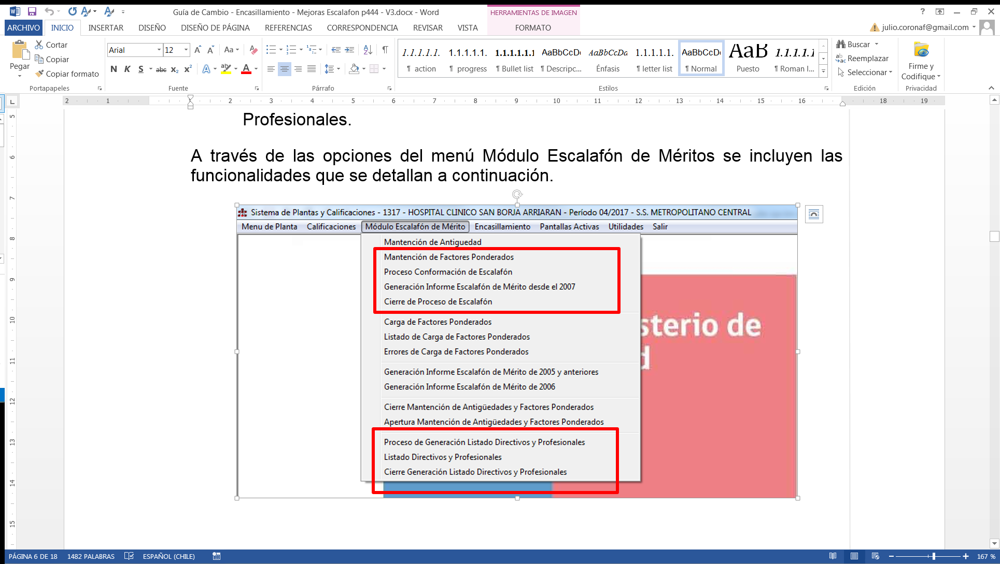 Guía de Cambio - Encasillamiento - Mejoras Escalafon p444 - V3.docx - Word
HERRAMIENTAS DE IMAGEN
ARCHIVO INICIO INSERTAR DISEÑO DISEÑO DE PÁGINA REFERENCIAS CORRESPONDENCIA REVISAR VISTA FORMATO
julio.coronaf@gmail.com
Pegar
Cortar
Copiar
Copiar formato
Portapapeles
Arial 12
Aa
N K S abc x₂ x²
Fuente
Párrafo
1.1.1.1.1. 1.1.1.1.1. 1.1.1.1.1 AaBbCcD AaBbCcDa 1.1.1.1.1. AaBbCcD AaB 1.1.1.1.1
¶ action ¶ progress ¶ Bullet list ¶ Descripc... Énfasis ¶ letter list ¶ Normal Puesto ¶ Roman l...
Estilos
Buscar
Reemplazar
Seleccionar
Edición
Firme y
Codifique
Privacidad
2 1 2 3 4 5 6 7 8 9 10 11 12 13 14 15 16 18 19
5
6
7
8
9
10
11
12
13
14
15
Profesionales.
A través de las opciones del menú Módulo Escalafón de Méritos se incluyen las
funcionalidades que se detallan a continuación.
Sistema de Plantas y Calificaciones - 1317 - HOSPITAL CLINICO SAN BORJA ARRIARAN - Período 04/2017 - S.S. METROPOLITANO CENTRAL
Menu de Planta Calificaciones Módulo Escalafón de Mérito Encasillamiento Pantallas Activas Utilidades Salir
Mantención de Antiguedad
Mantención de Factores Ponderados
Proceso Conformación de Escalafón
Generación Informe Escalafón de Mérito desde el 2007
Cierre de Proceso de Escalafón
Carga de Factores Ponderados
Listado de Carga de Factores Ponderados
Errores de Carga de Factores Ponderados
Generación Informe Escalafón de Mérito de 2005 y anteriores
Generación Informe Escalafón de Mérito de 2006
Cierre Mantención de Antigüedades y Factores Ponderados
Apertura Mantención de Antigüedades y Factores Ponderados
Proceso de Generación Listado Directivos y Profesionales
Listado Directivos y Profesionales
Cierre Generación Listado Directivos y Profesionales
sterio de
d
PÁGINA 6 DE 18 1482 PALABRAS ESPAÑOL (CHILE) 167 %